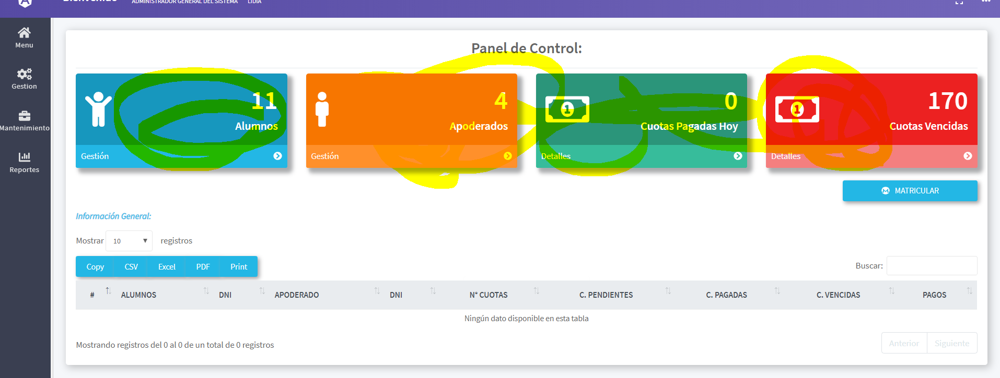 Bienvenido ADMINISTRADOR GENERAL DEL SISTEMA LIDIA
Menu
Gestion
Mantenimiento
Reportes
Panel de Control:
11
Alumnos
Gestión
4
Apoderados
Gestión
1
0
Cuotas Pagadas Hoy
Detalles
1
170
Cuotas Vencidas
Detalles
MATRICULAR
Información General:
Mostrar 10 registros
Copy CSV Excel PDF Print
Buscar:
# ALUMNOS DNI APODERADO DNI N° CUOTAS C. PENDIENTES C. PAGADAS C. VENCIDAS PAGOS
Ningún dato disponible en esta tabla
Mostrando registros del 0 al 0 de un total de 0 registros
Anterior Siguiente